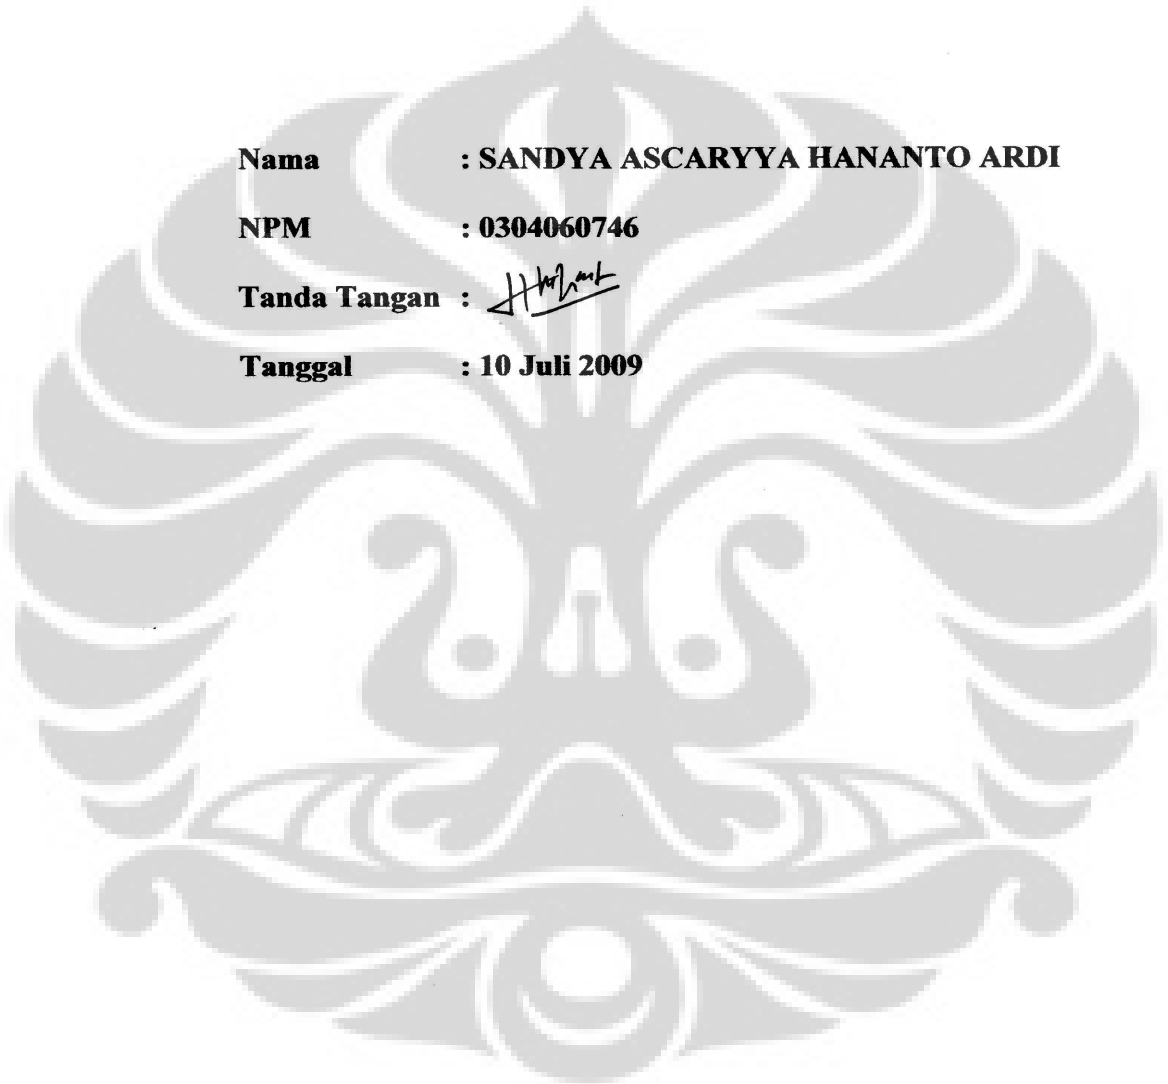 Nama : SANDYA ASCARYYA HANANTO ARDI
NPM : 0304060746
Tanda Tangan :
Tanggal : 10 Juli 2009